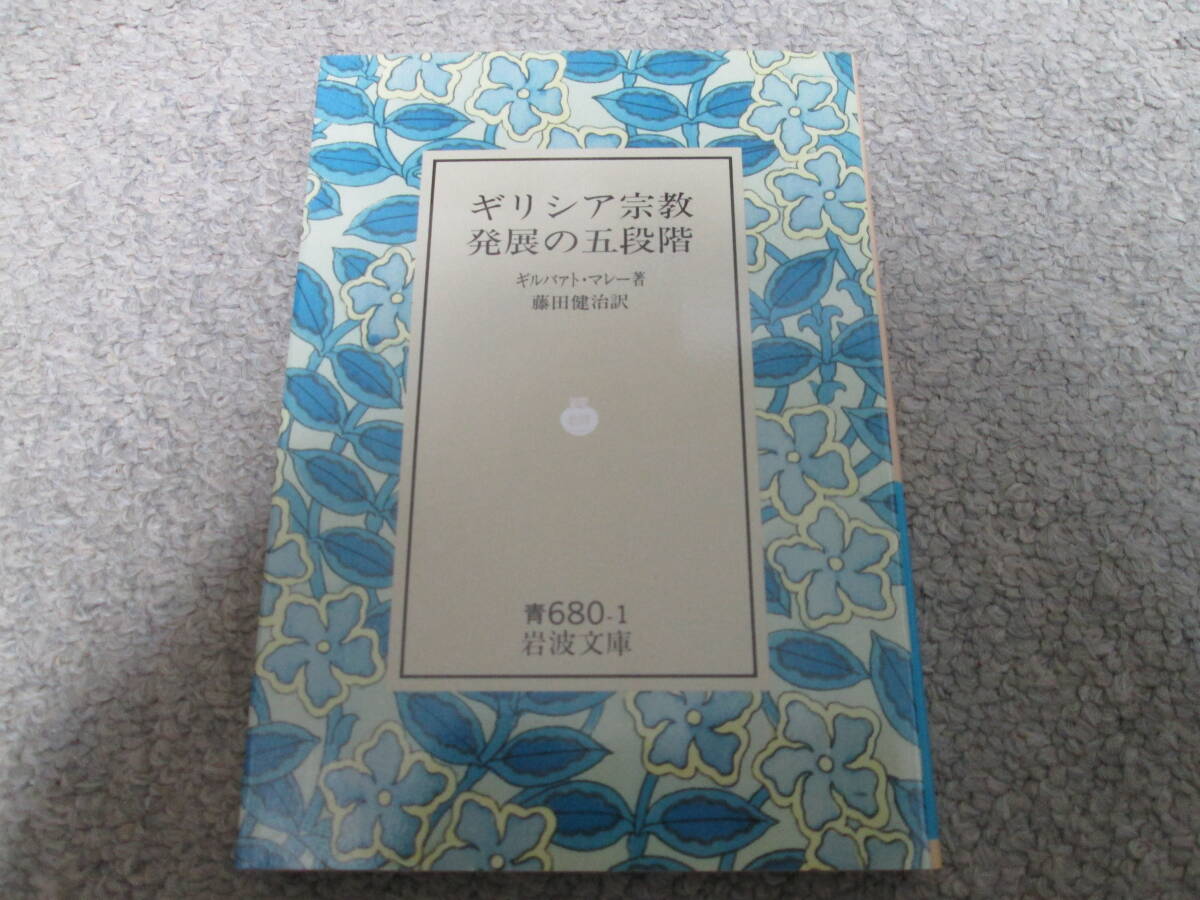 ギリシア宗教
発展の五段階
ギルバァト・マレー著
藤田健治訳
青680-1
岩波文庫